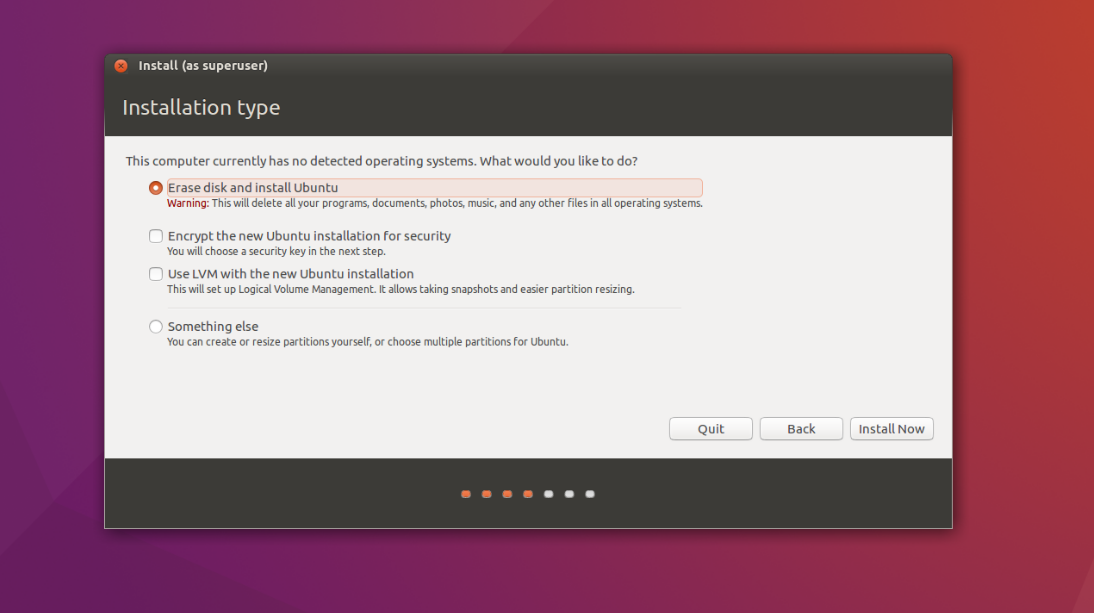 Install (as superuser)
Installation type
This computer currently has no detected operating systems. What would you like to do?
Erase disk and install Ubuntu
Warning: This will delete all your programs, documents, photos, music, and any other files in all operating systems.
Encrypt the new Ubuntu installation for security
You will choose a security key in the next step.
Use LVM with the new Ubuntu installation
This will set up Logical Volume Management. It allows taking snapshots and easier partition resizing.
Something else
You can create or resize partitions yourself, or choose multiple partitions for Ubuntu.
Quit Back Install Now